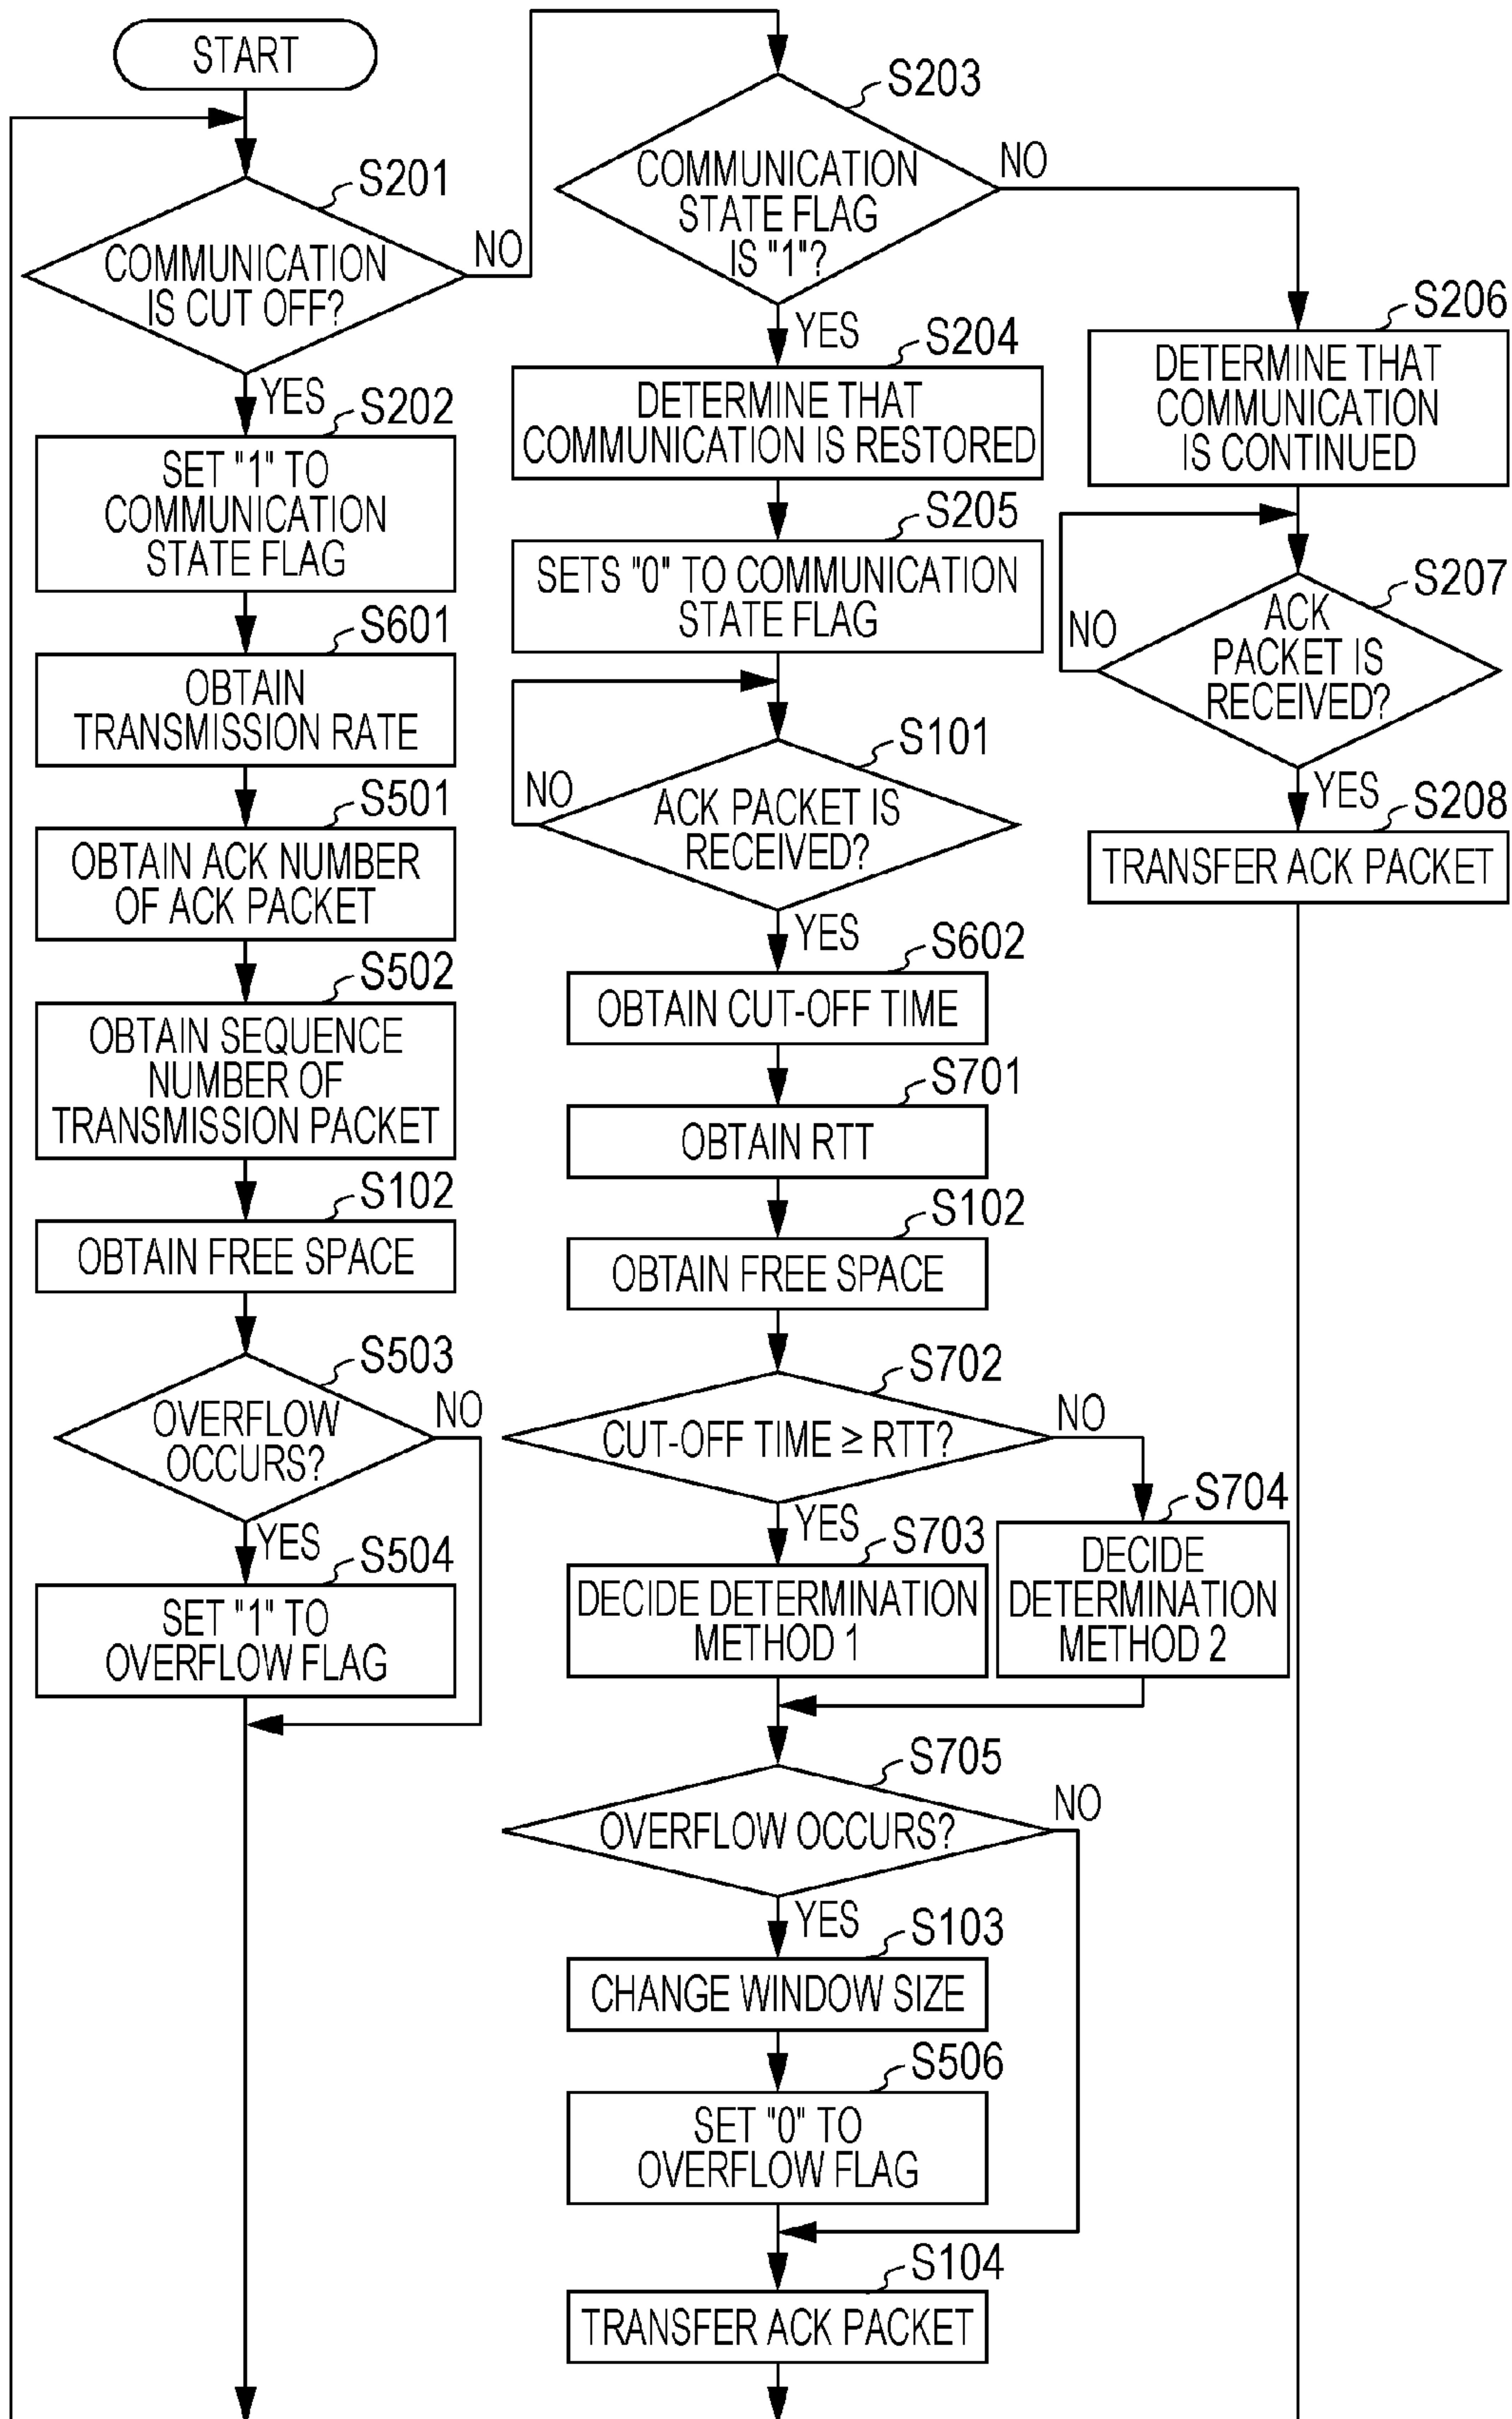 START
S201
COMMUNICATION
IS CUT OFF?
NO
YES
S202
SET "1" TO
COMMUNICATION
STATE FLAG
S601
OBTAIN
TRANSMISSION RATE
S501
OBTAIN ACK NUMBER
OF ACK PACKET
S502
OBTAIN SEQUENCE
NUMBER OF
TRANSMISSION PACKET
S102
OBTAIN FREE SPACE
S503
OVERFLOW
OCCURS?
NO
YES
S504
SET "1" TO
OVERFLOW FLAG
S203
COMMUNICATION
STATE FLAG
IS "1"?
NO
YES
S204
DETERMINE THAT
COMMUNICATION IS RESTORED
S205
SETS "0" TO COMMUNICATION
STATE FLAG
S101
NO
ACK PACKET IS
RECEIVED?
YES
S602
OBTAIN CUT-OFF TIME
S701
OBTAIN RTT
S102
OBTAIN FREE SPACE
S702
CUT-OFF TIME ≥ RTT?
NO
YES
S703
DECIDE DETERMINATION
METHOD 1
S704
DECIDE
DETERMINATION
METHOD 2
S705
OVERFLOW OCCURS?
NO
YES
S103
CHANGE WINDOW SIZE
S506
SET "0" TO
OVERFLOW FLAG
S104
TRANSFER ACK PACKET
S206
DETERMINE THAT
COMMUNICATION
IS CONTINUED
S207
NO
ACK
PACKET IS
RECEIVED?
YES
S208
TRANSFER ACK PACKET